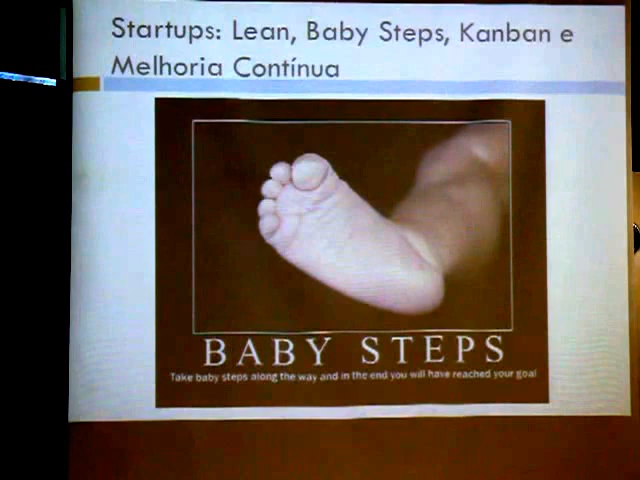 Startups: Lean, Baby Steps, Kanban e
Melhoria Contínua
BABY STEPS
Take baby steps along the way and in the end you will have reached your goal